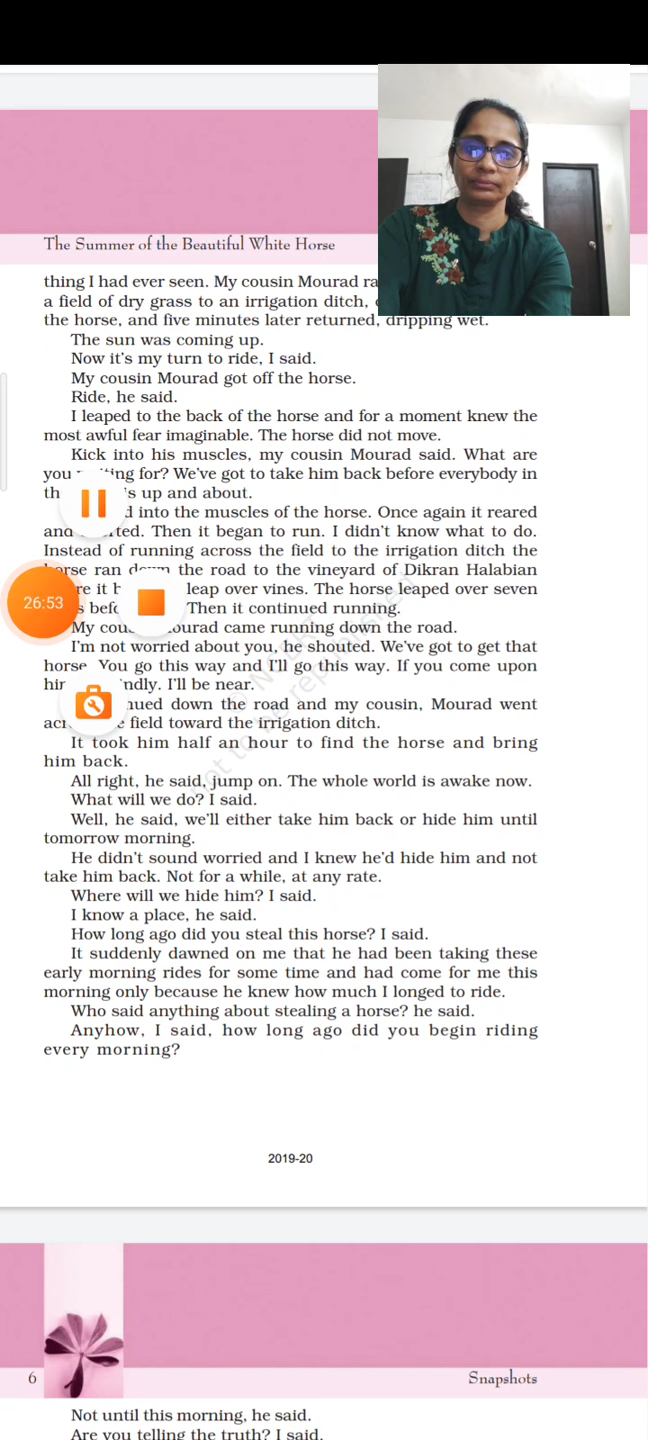 The Summer of the Beautiful White Horse
thing I had ever seen. My cousin Mourad
a field of dry grass to an irrigation ditch,
the horse, and five minutes later returned, dripping wet.
The sun was coming up.
Now it's my turn to ride, I said.
My cousin Mourad got off the horse.
Ride, he said.
I leaped to the back of the horse and for a moment knew the
most awful fear imaginable. The horse did not move.
Kick into his muscles, my cousin Mourad said. What are
you for? We've got to take him back before everybody in
up and about.
into the muscles of the horse. Once again it reared
and Then it began to run. I didn't know what to do.
Instead of running across the field to the irrigation ditch the
horse ran down the road to the vineyard of Dikran Halabian
it leap over vines. The horse leaped over seven
Then it continued running.
26:53
My Mourad came running down the road.
I'm not worried about you, he shouted. We've got to get that
horse. You go this way and I'll go this way. If you come upon
I'll be near.
down the road and my cousin, Mourad went
field toward the irrigation ditch.
It took him half an hour to find the horse and bring
him back.
All right, he said, jump on. The whole world is awake now.
What will we do? I said.
Well, he said, we'll either take him back or hide him until
tomorrow morning.
He didn't sound worried and I knew he'd hide him and not
take him back. Not for a while, at any rate.
Where will we hide him? I said.
I know a place, he said.
How long ago did you steal this horse? I said.
It suddenly dawned on me that he had been taking these
early morning rides for some time and had come for me this
morning only because he knew how much I longed to ride.
Who said anything about stealing a horse? he said.
Anyhow, I said, how long ago did you begin riding
every morning?
© NCERT
not to be republished
2019-20
6
Snapshots
Not until this morning, he said.
Are you telling the truth? I said.